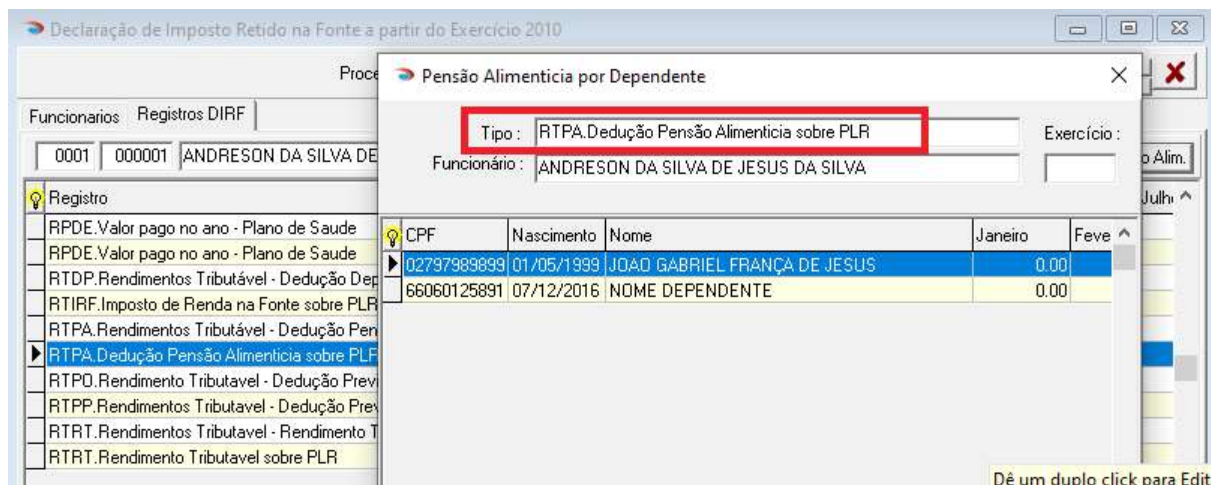 Declaração de Imposto Retido na Fonte a partir do Exercício 2010
Proce
Pensão Alimenticia por Dependente
Funcionarios Registros DIRF
Tipo : RTPA.Dedução Pensão Alimenticia sobre PLR Exercício :
0001 000001 ANDRESON DA SILVA DE
Funcionário : ANDRESON DA SILVA DE JESUS DA SILVA
o Alim.
Registro
Julh
RPDE.Valor pago no ano - Plano de Saude
RPDE.Valor pago no ano - Plano de Saude
RTDP.Rendimentos Tributável - Dedução Dep
RTIRF.Imposto de Renda na Fonte sobre PLR
RTPA.Rendimentos Tributável - Dedução Pen
RTPA.Dedução Pensão Alimenticia sobre PLR
RTPO.Rendimento Tributavel - Dedução Previ
RTPP.Rendimentos Tributavel - Dedução Prev
RTRT.Rendimentos Tributavel - Rendimento T
RTRT.Rendimento Tributavel sobre PLR
CPF Nascimento Nome Janeiro Feve
02797989899 01/05/1999 JOAO GABRIEL FRANÇA DE JESUS 0.00
66060125891 07/12/2016 NOME DEPENDENTE 0.00
Dê um duplo click para Edit